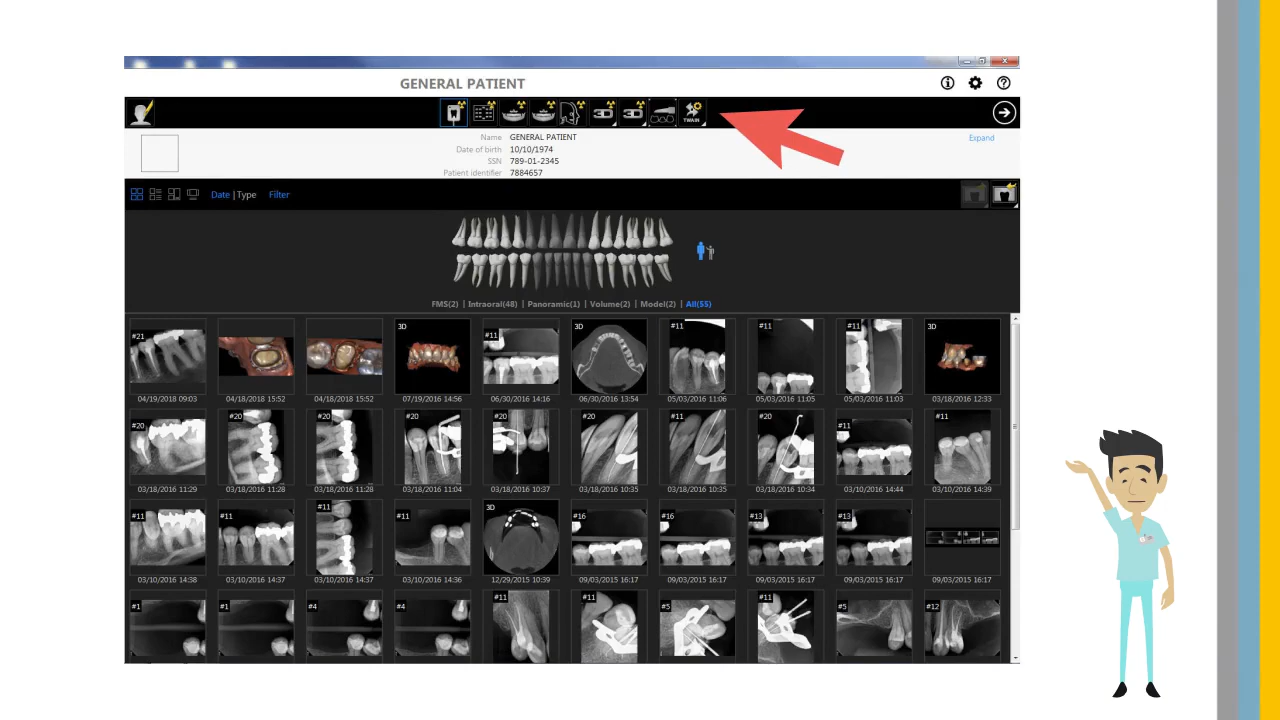 GENERAL PATIENT
TWAIN
Name GENERAL PATIENT
Date of birth 10/10/1974
SSN 789-01-2345
Patient identifier 7884657
Expand
Date | Type Filter
FMS(2) | Intraoral(48) | Panoramic(1) | Volume(2) | Model(2) | All(55)
#21 3D #11 3D #11 #11 #11 3D
04/19/2018 09:03 04/18/2018 15:52 04/18/2018 15:52 07/19/2016 14:56 06/30/2016 14:16 06/30/2016 13:54 05/03/2016 11:06 05/03/2016 11:05 05/03/2016 11:03 03/18/2016 12:33
#20 #20 #20 #20 #20 #20 #11 #20 #11 #11
03/18/2016 11:29 03/18/2016 11:28 03/18/2016 11:28 03/18/2016 11:04 03/18/2016 10:37 03/18/2016 10:35 03/18/2016 10:35 03/18/2016 10:34 03/10/2016 14:44 03/10/2016 14:39
#11 #11 #11 #11 3D #16 #16 #13 #13
03/10/2016 14:38 03/10/2016 14:37 03/10/2016 14:37 03/10/2016 14:36 12/29/2015 10:39 09/03/2015 16:17 09/03/2015 16:17 09/03/2015 16:17 09/03/2015 16:17 09/03/2015 16:17
#1 #1 #4 #4 #11 #11 #5 #11 #5 #12